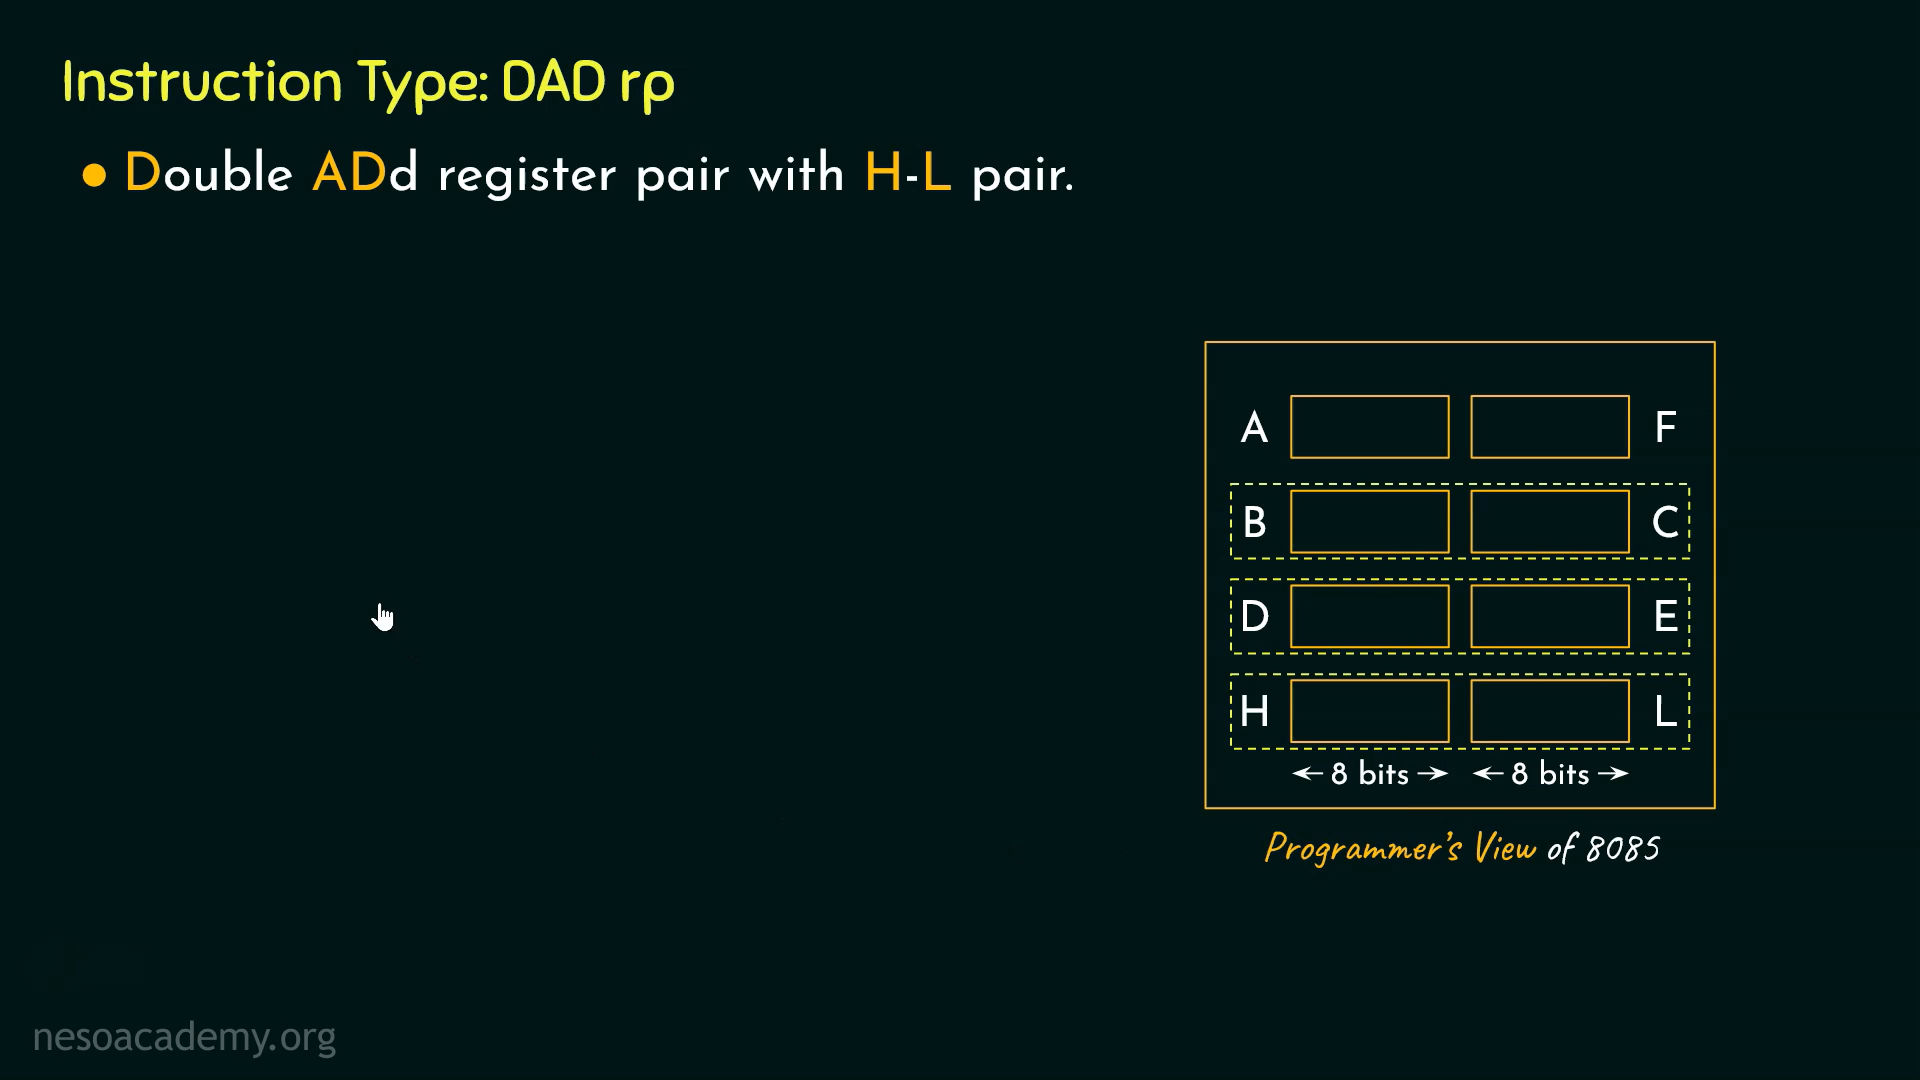 Instruction Type: DAD rp
● Double ADd register pair with H-L pair.
A F
B C
D E
H L
← 8 bits → ← 8 bits →
Programmer's View of 8085
nesoacademy.org